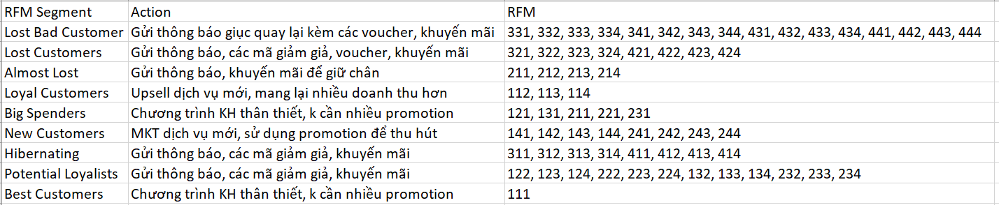 RFM Segment Action RFM
Lost Bad Customer Gửi thông báo giục quay lại kèm các voucher, khuyến mãi 331, 332, 333, 334, 341, 342, 343, 344, 431, 432, 433, 434, 441, 442, 443, 444
Lost Customers Gửi thông báo, các mã giảm giả, voucher, khuyến mãi 321, 322, 323, 324, 421, 422, 423, 424
Almost Lost Gửi thông báo, khuyến mãi để giữ chân 211, 212, 213, 214
Loyal Customers Upsell dịch vụ mới, mang lại nhiều doanh thu hơn 112, 113, 114
Big Spenders Chương trình KH thân thiết, k cần nhiều promotion 121, 131, 211, 221, 231
New Customers MKT dịch vụ mới, sử dụng promotion để thu hút 141, 142, 143, 144, 241, 242, 243, 244
Hibernating Gửi thông báo, các mã giảm giả, khuyến mãi 311, 312, 313, 314, 411, 412, 413, 414
Potential Loyalists Gửi thông báo, các mã giảm giả, khuyến mãi 122, 123, 124, 222, 223, 224, 132, 133, 134, 232, 233, 234
Best Customers Chương trình KH thân thiết, k cần nhiều promotion 111